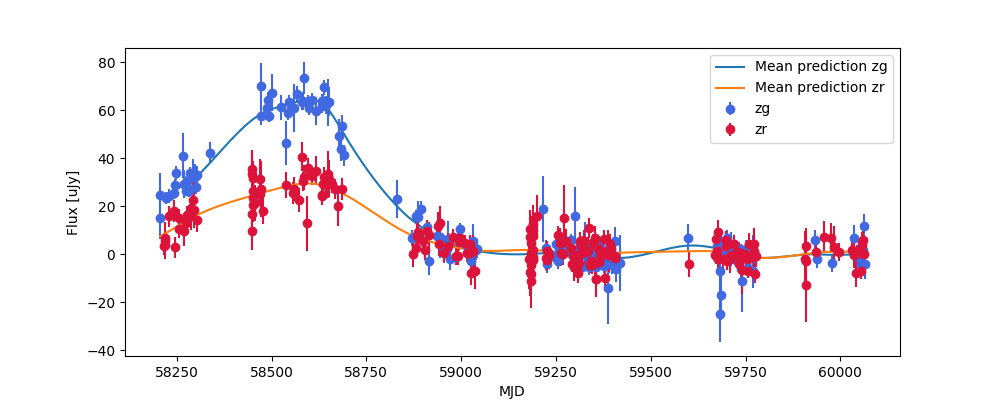 80
60
40
20
0
−20
−40
Flux [uJy]
58250
58500
58750
59000
59250
59500
59750
60000
MJD
Mean prediction zg
Mean prediction zr
zg
zr